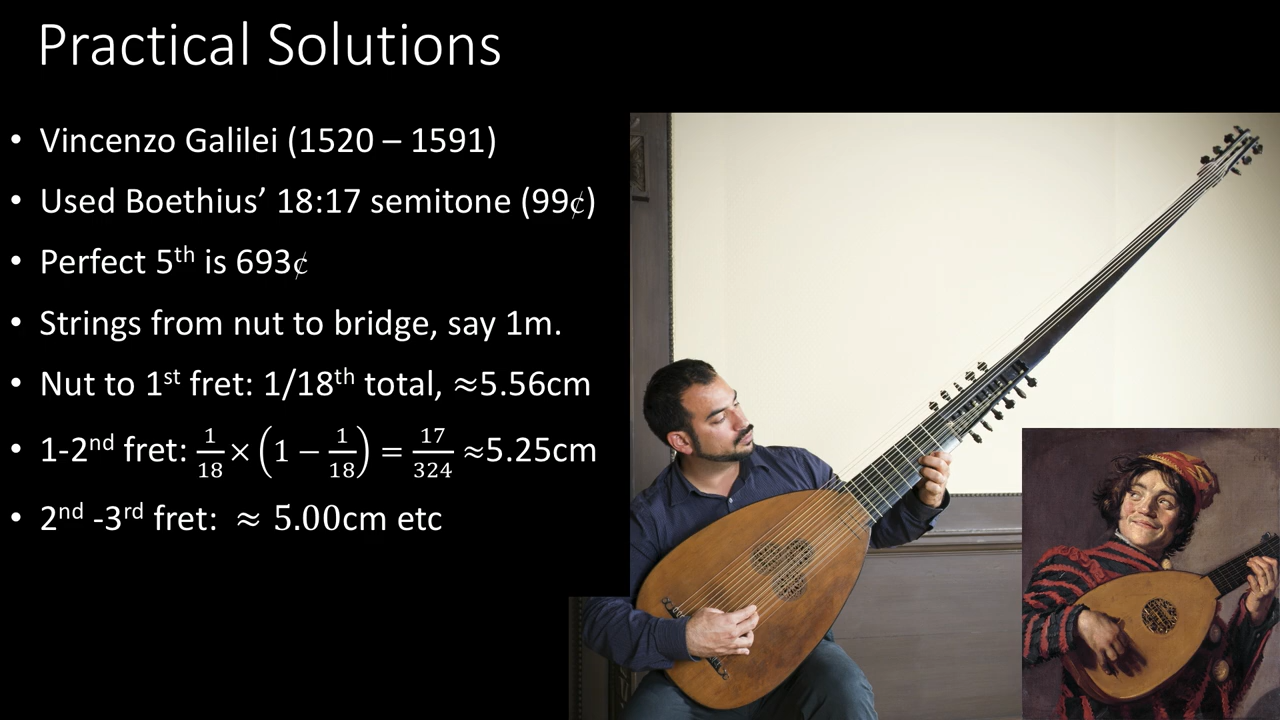 Practical Solutions
• Vincenzo Galilei (1520 – 1591)
• Used Boethius’ 18:17 semitone (99¢)
• Perfect 5th is 693¢
• Strings from nut to bridge, say 1m.
• Nut to 1st fret: 1/18th total, ≈5.56cm
• 1-2nd fret: 1/18 × (1 − 1/18) = 17/324 ≈5.25cm
• 2nd -3rd fret: ≈ 5.00cm etc